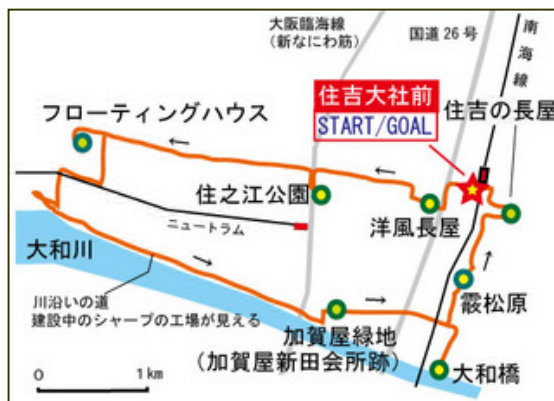 大阪臨海線
(新なにわ筋)
国道26号
南海線
住吉大社前
START/GOAL
住吉の長屋
フローティングハウス
住之江公園
洋風長屋
ニュートラム
大和川
霰松原
川沿いの道
建設中のシャープの工場が見える
加賀屋緑地
(加賀屋新田会所跡)
大和橋
0 1km